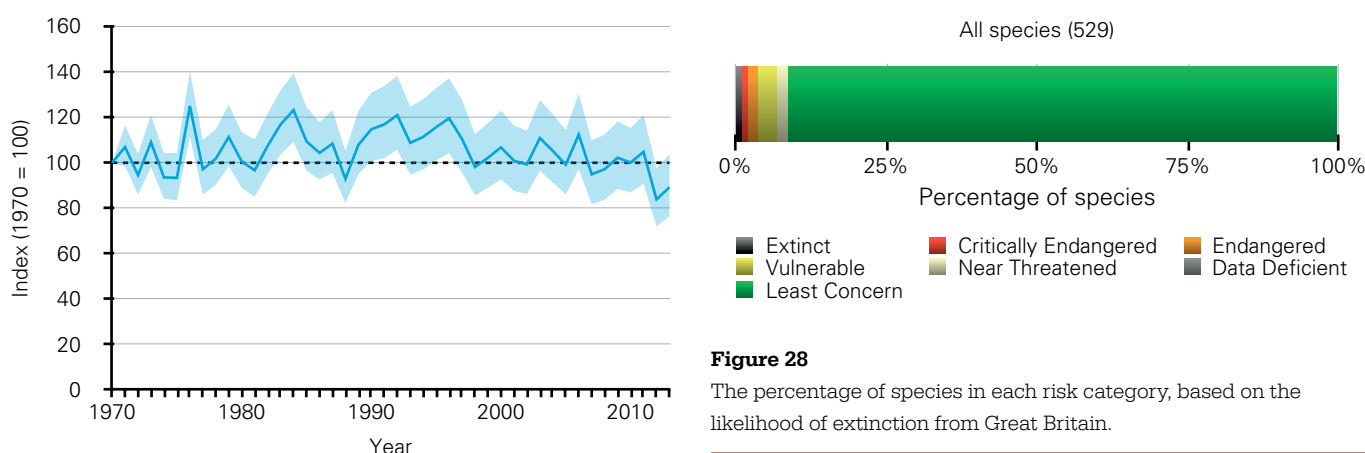 160
140
120
100
80
60
40
20
0
Index (1970 = 100)
1970
1980
1990
2000
2010
Year
All species (529)
0%
25%
50%
75%
100%
Percentage of species
Extinct
Critically Endangered
Endangered
Vulnerable
Near Threatened
Data Deficient
Least Concern
Figure 28
The percentage of species in each risk category, based on the
likelihood of extinction from Great Britain.